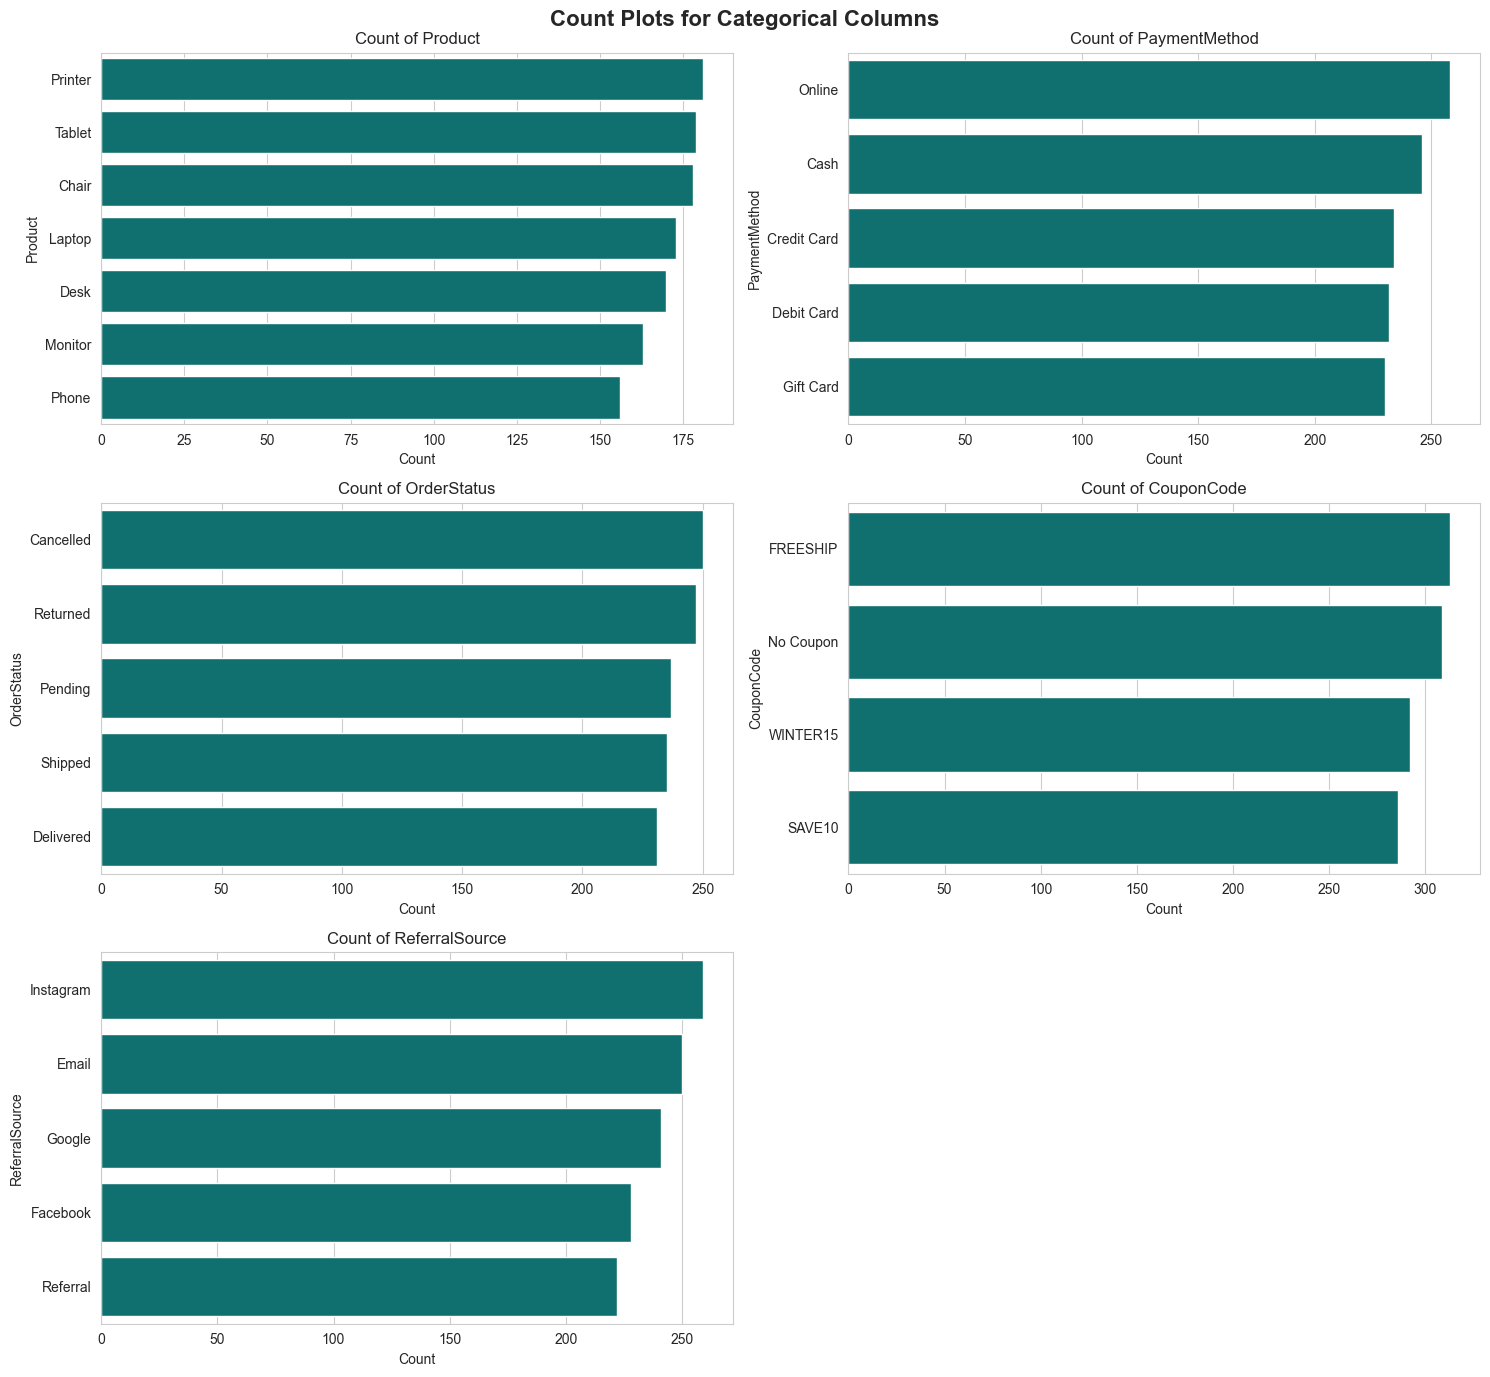 Count Plots for Categorical Columns
Count of Product
Product
Printer
Tablet
Chair
Laptop
Desk
Monitor
Phone
0 25 50 75 100 125 150 175
Count
Count of PaymentMethod
PaymentMethod
Online
Cash
Credit Card
Debit Card
Gift Card
0 50 100 150 200 250
Count
Count of OrderStatus
OrderStatus
Cancelled
Returned
Pending
Shipped
Delivered
0 50 100 150 200 250
Count
Count of CouponCode
CouponCode
FREESHIP
No Coupon
WINTER15
SAVE10
0 50 100 150 200 250 300
Count
Count of ReferralSource
ReferralSource
Instagram
Email
Google
Facebook
Referral
0 50 100 150 200 250
Count